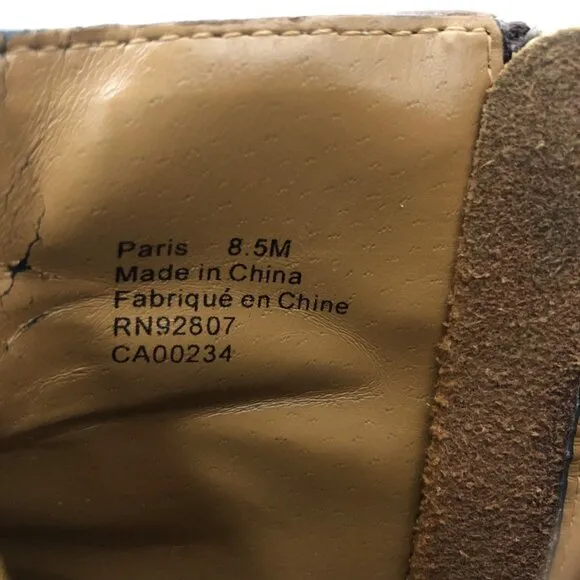 Paris 8.5M
Made in China
Fabriqué en Chine
RN92807
CA00234